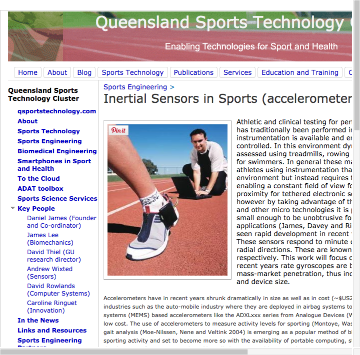 Queensland Sports Technology
Enabling Technologies for Sport and Health
Home About Blog Sports Technology Publications Services Education and Training C
Queensland Sports
Technology Cluster
qsportstechnology.com
About
Sports Technology
Sports Engineering
Biomedical Engineering
Smartphones in Sport
and Health
To the Cloud
ADAT toolbox
Sports Science Services
Key People
Daniel James (Founder
and Co-ordinator)
James Lee
(Biomechanics)
David Thiel (GU
research director)
Andrew Wixted
(Sensors)
David Rowlands
(Computer Systems)
Caroline Ringuet
(Innovation)
In the News
Links and Resources
Sports Engineering
Sports Engineering >
Inertial Sensors in Sports (acceleromete
Pin it
Athletic and clinical testing for per
has traditionally been performed i
instrumentation is available and e
controlled. In this environment dy
assessed using treadmills, rowing
for swimmers. In general these ma
athletes using instrumentation tha
environment but instead requires t
enabling a constant field of view fo
proximity for tethered electronic s
however by taking advantage of th
and other micro technologies it is p
small enough to be unobtrusive fo
applications (James, Davey and Ri
seen rapid development in recent
These sensors respond to minute c
radial directions. These are known
respectively. This work will focus o
recent years rate gyroscopes are b
mass-market penetration, thus inc
and device size.
Accelerometers have in recent years shrunk dramatically in size as well as in cost (~$US2
industries such as the auto-mobile industry where they are deployed in airbag systems to
systems (MEMS) based accelerometers like the ADXLxxx series from Analogue Devices (W
low cost. The use of accelerometers to measure activity levels for sporting (Montoye, Was
gait analysis (Moe-Nilssen, Nene and Veltink 2004) is emerging as a popular method of bi
sporting activity and set to become more so with the availability of portable computing, s